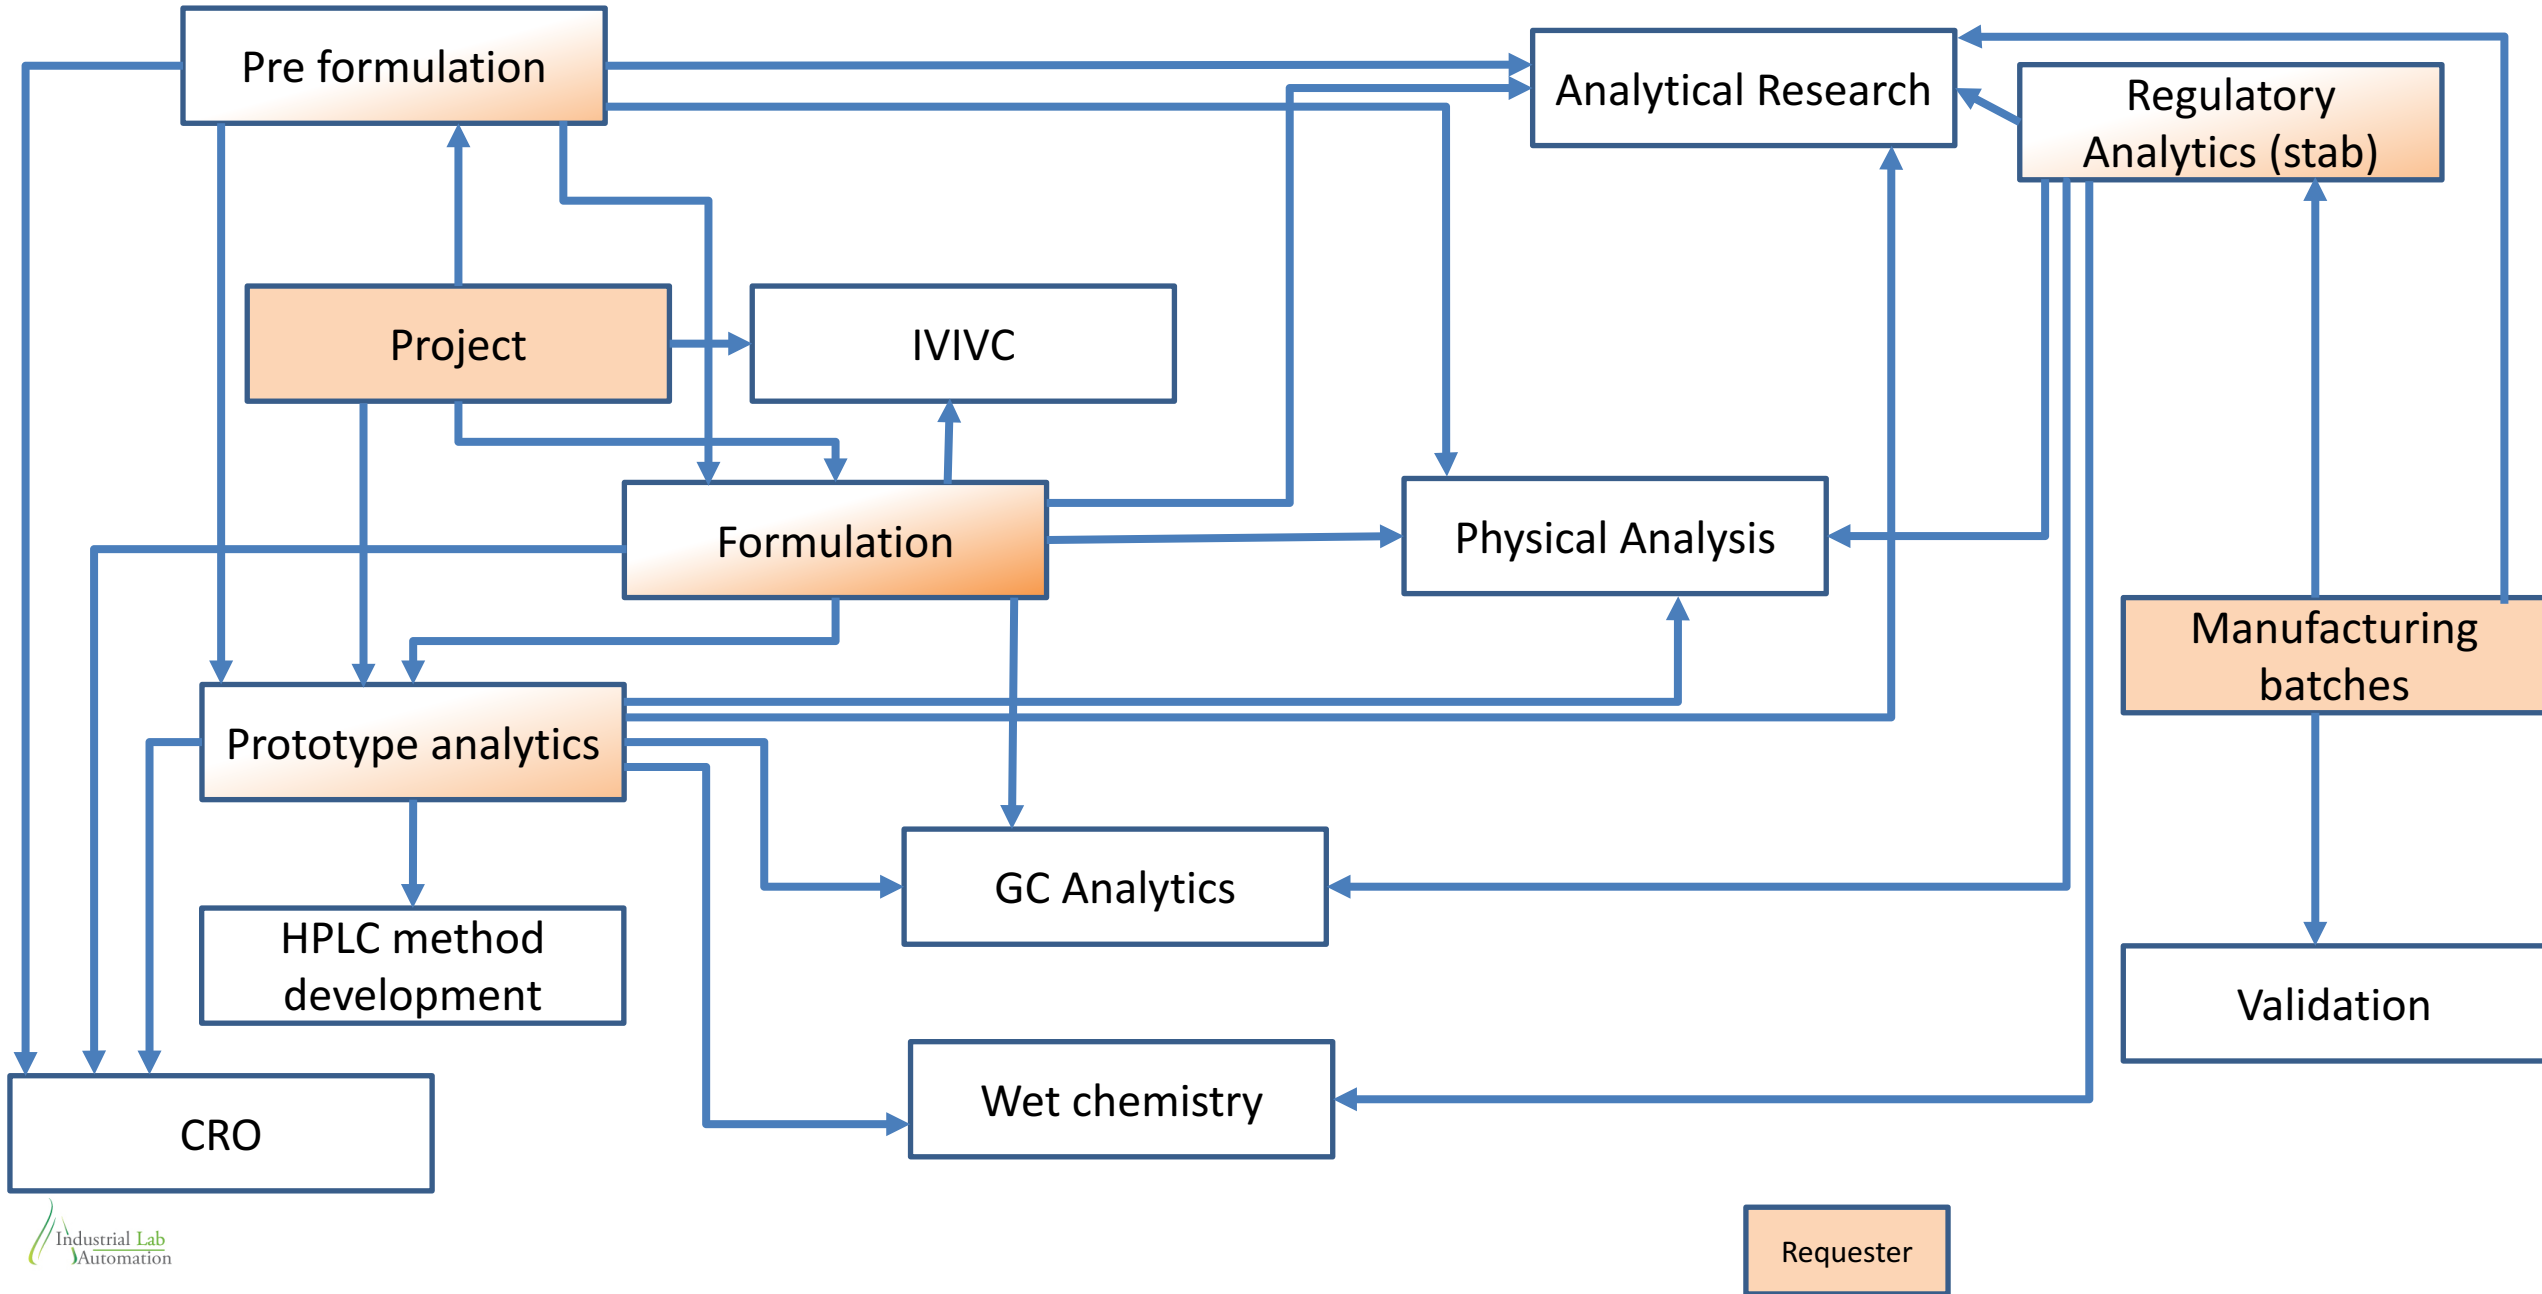 Pre formulation
Analytical Research
Regulatory
Analytics (stab)
Project
IVIVC
Formulation
Physical Analysis
Manufacturing
batches
Prototype analytics
GC Analytics
HPLC method
development
Validation
Wet chemistry
CRO
Industrial Lab
Automation
Requester